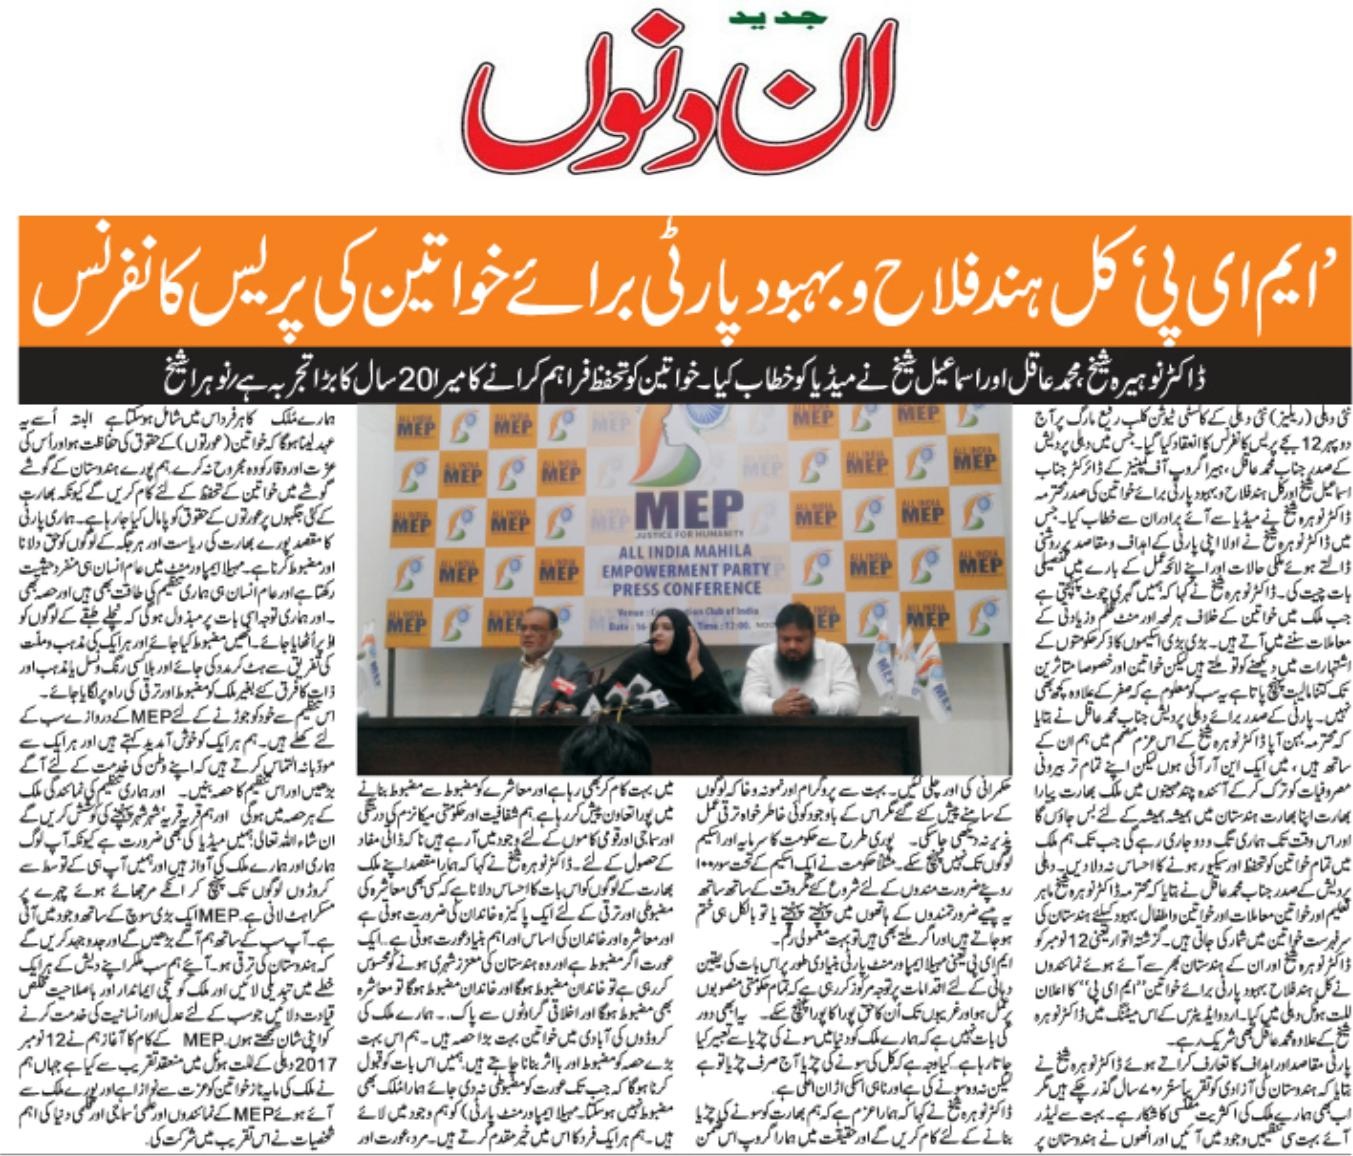 جدید
ان دنوں
’ایم ای پی‘ کل ہند فلاح و بہبود پارٹی برائے خواتین کی پریس کانفرنس
ڈاکٹر نوہیرہ شیخ، محمد عاقل اور اسماعیل شیخ نے میڈیا کو خطاب کیا۔ خواتین کو تحفظ فراہم کرانے کا میرا 20 سال کا بڑا تجربہ ہے/ نوہرا شیخ
نئی دہلی (ریلیز) نئی دہلی کے کانسٹی ٹیوشن کلب رفیع مارگ پر آج
دوپہر 12 بجے پریس کانفرنس کا انعقاد کیا گیا۔ جس میں دہلی پردیش
کے صدر جناب محمد عاقل، ہیرا گروپ آف کمپنیز کے ڈائرکٹر جناب
اسماعیل شیخ اور کل ہند فلاح و بہبود پارٹی برائے خواتین کی صدر محترمہ
ڈاکٹر نوہرہ شیخ نے میڈیا سے آئے برادران سے خطاب کیا۔ جس
میں ڈاکٹر نوہرہ شیخ نے اولا اپنی پارٹی کے اہداف و مقاصد پر روشنی
ڈالتے ہوئے ملکی حالات اور اپنے لائحہ عمل کے بارے میں تفصیلی
بات چیت کی۔ ڈاکٹر نوہرہ شیخ نے کہا کہ ہمیں گہری چوٹ پہنچتی ہے
جب ملک میں خواتین کے خلاف ہر لمحہ اور منٹ ظلم و زیادتی کے
معاملات سننے میں آتے ہیں۔ بڑی بڑی اسکیموں کا ذکر حکومتوں کے
اشتہارات میں دیکھنے کو تو ملتے ہیں لیکن خواتین اور خصوصا متاثرین
تک کتنا مالیت پہنچ پاتا ہے یہ سب کو معلوم ہے کہ صفر کے علاوہ کچھ بھی
نہیں۔ پارٹی کے صدر برائے دہلی پردیش جناب محمد عاقل نے بتایا
کہ محترمہ بہن آپا ڈاکٹر نوہرہ شیخ کے اس عزم مصمم میں ہم ان کے
ساتھ ہیں، میں ایک این آر آئی ہوں لیکن اپنے تمام تر بیرونی
مصروفیات کو ترک کر کے آئندہ چند مہینوں میں ملک بھارت پیارا
بھارت اپنا بھارت ہندستان میں ہمیشہ ہمیشہ کے لئے بس جاؤں گا
اور اس وقت تک ہماری تگ و دو جاری رہے گی جب تک ہم ملک
میں تمام خواتین کو تحفظ اور سیکیور ہونے کا احساس نہ دلا دیں۔ دہلی
پردیش کے صدر جناب محمد عاقل نے بتایا کہ محترمہ ڈاکٹر نوہرہ شیخ ماہر
تعلیم اور خواتین معاملات اور خواتین و اطفال بہبود کیلئے ہندستان کی
سرفہرست خواتین میں شمار کی جاتی ہیں۔ گزشتہ اتوار یعنی 12 نومبر کو
ڈاکٹر نوہرہ شیخ اور ان کے ہندستان بھر سے آئے ہوئے نمائندوں
نے کل ہند فلاح بہبود پارٹی برائے خواتین ’’ایم ای پی‘‘ کا اعلان
للت ہوٹل دہلی میں کیا۔ اردو ایڈیٹرس کے اس میٹنگ میں ڈاکٹر نوہرہ
شیخ کے علاوہ محمد عاقل بھی شریک رہے۔
پارٹی مقاصد اور اہداف کا تعارف کراتے ہوئے ڈاکٹر نوہرہ شیخ نے
بتایا کہ ہندستان کی آزادی کو تقریباً ستر ۷۰ سال گذر چکے ہیں مگر
اب بھی ہمارے ملک کی اکثریت مفلسی کا شکار ہے۔ بہت سے لیڈر
آئے بہت سی تنظیمیں وجود میں آئیں اور انھوں نے ہندوستان پر
ALL INDIA MEP
MEP
JUSTICE FOR HUMANITY
ALL INDIA MAHILA
EMPOWERMENT PARTY
PRESS CONFERENCE
Venue : Club of India
Time : 12:00. NOON
حکمرانی کی اور چلی گئیں۔ بہت سے پروگرام اور نمونہ و خاکہ لوگوں
کے سامنے پیش کئے گئے مگر اس کے باوجود کوئی خاطر خواہ ترقی عمل
پذیر نہ دیکھی جا سکی۔ پوری طرح سے حکومت کا سرمایہ اور اسکیم
لوگوں تک نہیں پہنچ سکے۔ مثلاً حکومت نے ایک اسکیم کے تحت سو ۱۰۰
روپئے ضرورت مندوں کے لئے شروع کئے مگر وقت کے ساتھ ساتھ
یہ پیسے ضرورتمندوں کے ہاتھوں میں پہنچتے پہنچتے یا تو بالکل ہی ختم
ہو جاتے ہیں اور اگر ملتے بھی ہیں تو بہت معمولی رقم۔
ایم ای پی یعنی مہیلا ایمپاورمنٹ پارٹی بنیادی طور پر اس بات کی یقین
دہانی کے لئے اقدامات پر توجہ مرکوز کر رہی ہے کہ تمام حکومتی منصوبوں
پر عمل ہو اور غریبوں تک اُن کا حق پورا کا پورا پہنچ سکے۔ یہ ابھی دور
کی بات نہیں ہے کہ ہمارے ملک کو دنیا میں سونے کی چڑیا سے تعبیر کیا
جاتا رہا ہے۔ کیا وجہ ہے کہ کل کی سونے کی چڑیا آج صرف چڑیا تو ہے
لیکن نہ وہ سونے کی ہے اور نا ہی اسکی اڑان اعلیٰ ہے۔
ڈاکٹر نوہرہ شیخ نے کہا کہ ہمارا عزم ہے کہ ہم بھارت کو سونے کی چڑیا
بنانے کے لئے کام کریں گے اور حقیقت میں ہمارا گروپ اس ضمن
میں بہت کام کر بھی رہا ہے اور معاشرے کو مضبوط سے مضبوط بنانے
میں پورا تعاون پیش کر رہا ہے۔ ہم شفافیت اور حکومتی میکانزم کی درستگی
اور سماجی اور قومی کاموں کے لئے وجود میں آ رہے ہیں نا کہ ذاتی مفاد
کے حصول کے لئے۔ ڈاکٹر نوہرہ شیخ نے کہا کہ ہمارا مقصد اپنے ملک
بھارت کے لوگوں کو اس بات کا احساس دلانا ہے کہ کسی بھی معاشرہ کی
مضبوطی اور ترقی کے لئے ایک پاکیزہ خاندان کی ضرورت ہوتی ہے
اور معاشرہ اور خاندان کی اساس اور اہم بنیاد عورت ہوتی ہے۔ ایک
عورت اگر مضبوط ہے اور وہ ہندستان کی معزز شہری ہونے کو محسوس
کر رہی ہے تو خاندان مضبوط ہوگا اور خاندان مضبوط ہوگا تو معاشرہ
بھی مضبوط ہوگا اور اخلاقی گراوٹوں سے پاک۔۔ ہمارے ملک کی
کروڑوں کی آبادی میں خواتین بہت بڑا حصہ ہیں۔ ہم اس بہت
بڑے حصہ کو مضبوط اور با اثر بنانا چاہتے ہیں، ہمیں اس بات کو قبول
کرنا ہوگا کہ جب تک عورت کو مضبوطی نہ دی جائے ہمارا ملک بھی
مضبوط نہیں ہو سکتا۔ مہیلا ایمپاورمنٹ پارٹی) کو ہم وجود میں لائے
ہیں۔ ہم ہر ایک فرد کا اس میں خیر مقدم کرتے ہیں۔ مرد عورت اور
ہمارے ملک کا ہر فرد اس میں شامل ہو سکتا ہے البتہ اُسے یہ
عہد لینا ہوگا کہ خواتین (عورتوں) کے حقوق کی حفاظت ہو اور اُس کی
عزت اور وقار کو وہ مجروح نہ کرے۔ ہم پورے ہندستان کے گوشے
گوشے میں خواتین کے تحفظ کے لئے کام کریں گے کیونکہ بھارت
کے کئی جگہوں پر عورتوں کے حقوق کو پامال کیا جا رہا ہے۔ ہماری پارٹی
کا مقصد پورے بھارت کی ریاست اور ہر جگہ کے لوگوں کو حق دلانا
اور مضبوط کرنا ہے۔ مہیلا ایمپاورمنٹ میں عام انسان ہی منفرد حیثیت
رکھتا ہے اور عام انسان ہی ہماری تنظیم کی طاقت بھی ہیں اور حصہ بھی
۔ اور ہماری توجہ اسی بات پر مبذول ہوگی کہ نچلے طبقے کے لوگوں کو
اوپر اُٹھایا جائے۔ انھیں مضبوط کیا جائے اور ہر ایک کی مذہب و ملت
کی تفریق سے ہٹ کر مدد کی جائے اور بلا کسی رنگ و نسل یا مذہب اور
ذات کا فرق کئے بغیر ملک کو مضبوط اور ترقی کی راہ پر لگایا جائے۔
اس تنظیم سے خود کو جوڑنے کے لئے MEP کے دروازے سب کے
لئے کھلے ہیں۔ ہم ہر ایک کو خوش آمدید کہتے ہیں اور ہر ایک سے
مودبانہ التماس کرتے ہیں کہ اپنے وطن کی خدمت کے لئے آگے
بڑھیں اور اس تنظیم کا حصہ بنیں۔ اور ہماری تنظیم کی نمائندگی ملک
کے ہر حصہ میں ہوگی اور ہم قریہ قریہ شہر شہر پہنچنے کی کوشش کریں گے
ان شاء اللہ تعالی۔ ہمیں میڈیا کی بھی ضرورت ہے کیونکہ آپ لوگ
ہماری اور ہمارے ملک کی آواز ہیں اور ہمیں آپ ہی کے توسط سے
کروڑوں لوگوں تک پہنچ کر انکے مرجھائے ہوئے چہرے پر
مسکراہٹ لانی ہے۔ MEP ایک بڑی سوچ کے ساتھ وجود میں آئی
ہے۔ آپ سب کے ساتھ ہم آگے بڑھیں گے اور جدوجہد کریں گے
کہ ہندوستان کی ترقی ہو۔ آیئے ہم سب ملکر اپنے دیش کے ہر ایک
خطے میں تبدیلی لائیں اور ملک کو سچی ایماندار اور باصلاحیت مخلص
قیادت دلائیں جو سب کے لئے عدل اور انسانیت کی خدمت کرنے
کو اپنی شان سمجھتے ہوں۔ MEP کے کام کا آغاز ہم نے 12 نومبر
2017 دہلی کے للت ہوٹل میں منعقد تقریب سے کیا ہے جہاں ہم
نے ملک کی مایہ ناز خواتین کو عزت سے نوازا ہے اور پورے ملک سے
آئے ہوئے MEP کے نمائندوں اور علمی سماجی اور فلمی دنیا کی اہم
شخصیات نے اس تقریب میں شرکت کی۔